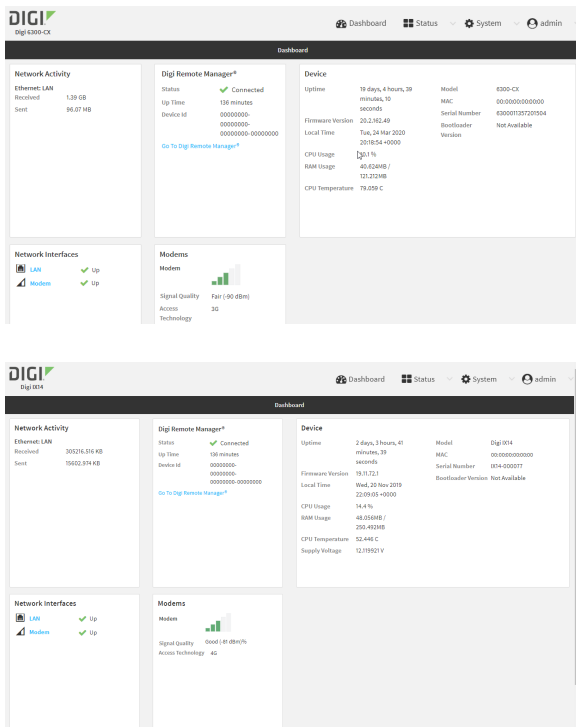 DIGI.
Digi 6300-CX
Dashboard
Status
System
admin
Dashboard
Network Activity
Ethernet: LAN
Received 1.39 GB
Sent 96.07 MB
Digi Remote Manager®
Status Connected
Up Time 136 minutes
Device Id 00000000-
00000000-
00000000-00000000
Go To Digi Remote Manager®
Device
Uptime 19 days, 4 hours, 39
minutes, 10
seconds
Firmware Version 20.2.162.49
Local Time Tue, 24 Mar 2020
20:18:54 +0000
CPU Usage 10.1 %
RAM Usage 40.624MB /
121.212MB
CPU Temperature 79.059 C
Model 6300-CX
MAC 00:00:00:00:00:00
Serial Number 6300011357201504
Bootloader Not Available
Version
Network Interfaces
LAN Up
Modem Up
Modems
Modem
Signal Quality Fair (-90 dBm)
Access 3G
Technology
DIGI.
Digi IX14
Dashboard
Status
System
admin
Dashboard
Network Activity
Ethernet: LAN
Received 305216.516 KB
Sent 15602.974 KB
Digi Remote Manager®
Status Connected
Up Time 136 minutes
Device Id 00000000-
00000000-
00000000-00000000
Go To Digi Remote Manager®
Device
Uptime 2 days, 3 hours, 41
minutes, 39
seconds
Firmware Version 19.11.72.1
Local Time Wed, 20 Nov 2019
22:09:05 +0000
CPU Usage 14.4 %
RAM Usage 48.056MB /
250.492MB
CPU Temperature 52.446 C
Supply Voltage 12.119921 V
Model Digi IX14
MAC 00:00:00:00:00:00
Serial Number IX14-000077
Bootloader Version Not Available
Network Interfaces
LAN Up
Modem Up
Modems
Modem
Signal Quality Good (-81 dBm)%
Access Technology 4G